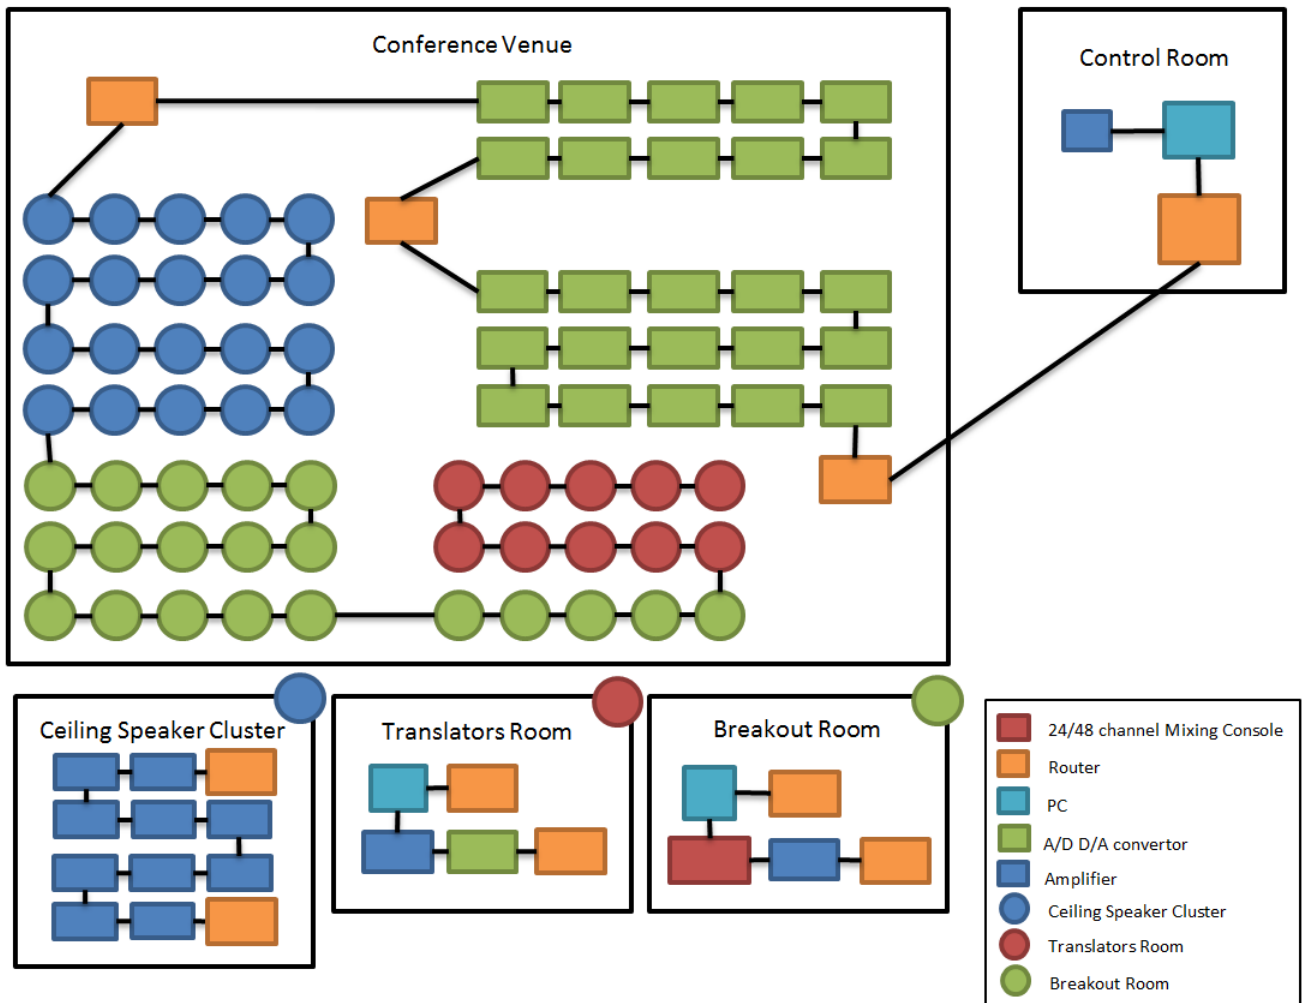 Conference Venue
Control Room
Ceiling Speaker Cluster
Translators Room
Breakout Room
24/48 channel Mixing Console
Router
PC
A/D D/A convertor
Amplifier
Ceiling Speaker Cluster
Translators Room
Breakout Room